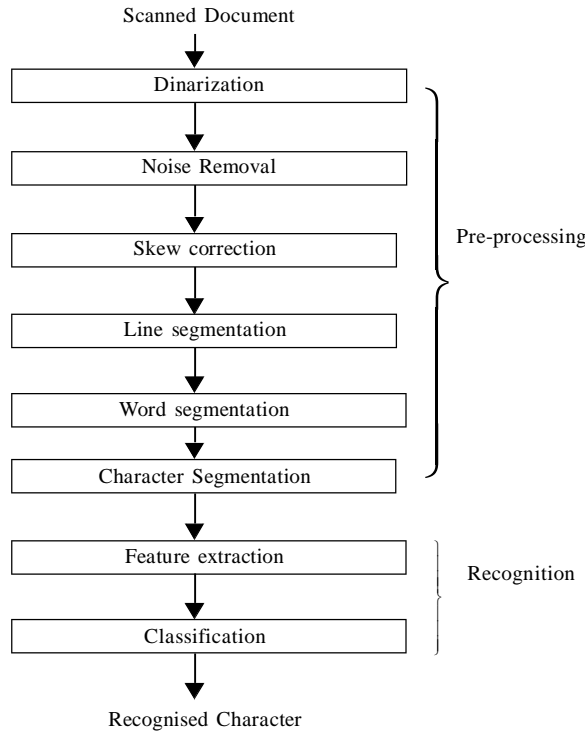 Scanned Document
Dinarization
Noise Removal
Skew correction
Pre-processing
Line segmentation
Word segmentation
Character Segmentation
Feature extraction
Recognition
Classification
Recognised Character